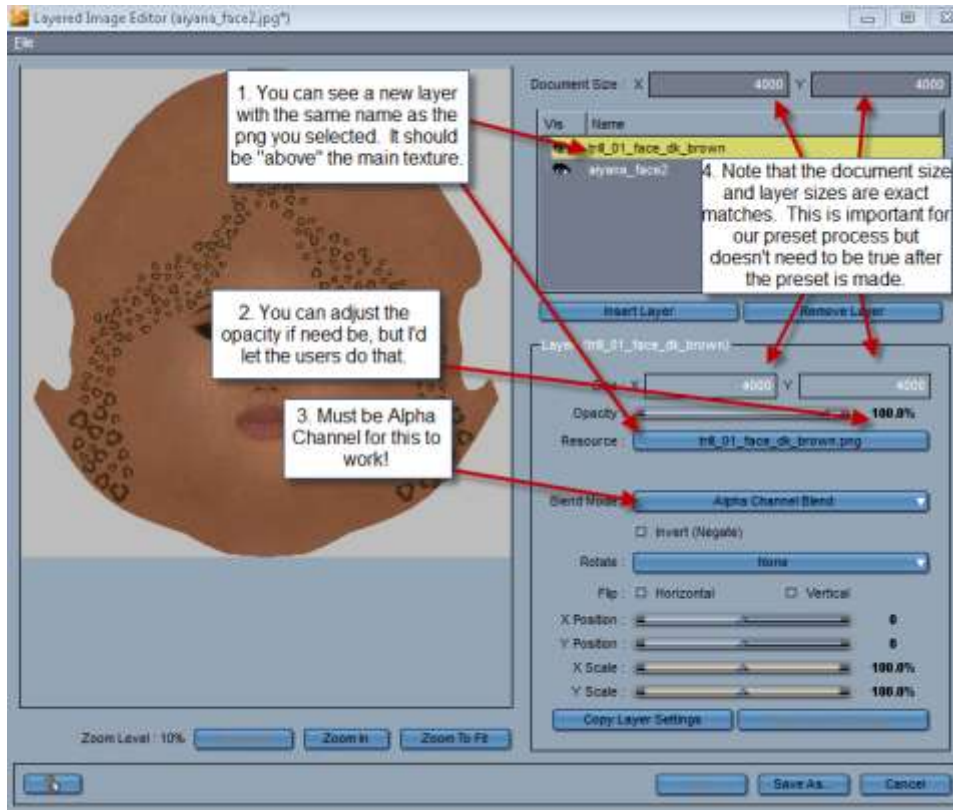 Layered Image Editor (aiyana_face2.jpg*)
File
Document Size : X 4000 Y 4000
Vis Name
trill_01_face_dk_brown
aiyana_face2
1. You can see a new layer
with the same name as the
png you selected. It should
be "above" the main texture.
4. Note that the document size
and layer sizes are exact
matches. This is important for
our preset process but
doesn't need to be true after
the preset is made.
Insert Layer Remove Layer
2. You can adjust the
opacity if need be, but I'd
let the users do that.
Layer (trill_01_face_dk_brown)
X 4000 Y 4000
3. Must be Alpha
Channel for this to
work!
Opacity : 100.0%
Resource : trill_01_face_dk_brown.png
Blend Mode : Alpha Channel Blend
Invert (Negate)
Rotate : None
Flip : Horizontal Vertical
X Position : 0
Y Position : 0
X Scale : 100.0%
Y Scale : 100.0%
Copy Layer Settings
Zoom Level : 10% Zoom In Zoom To Fit
Save As... Cancel